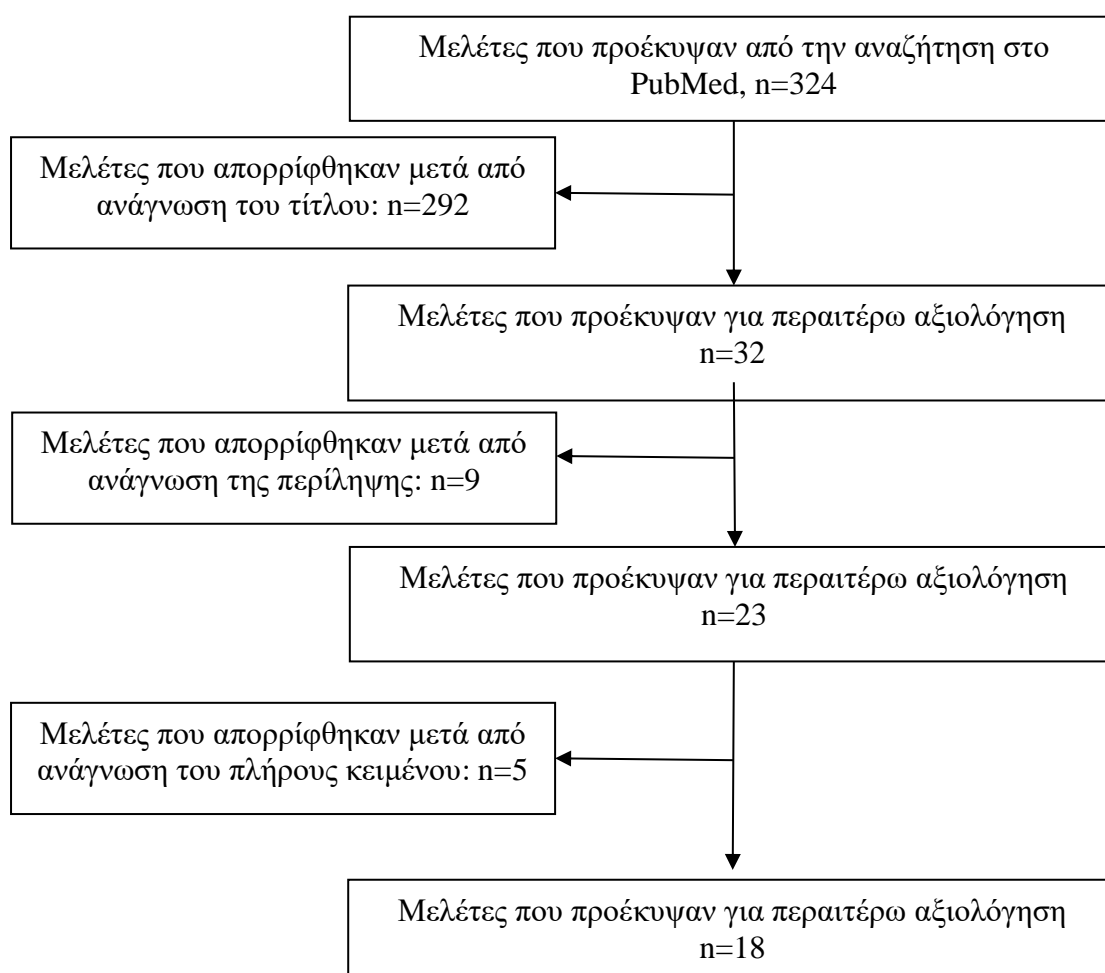 Μελέτες που προέκυψαν από την αναζήτηση στο
PubMed, n=324
Μελέτες που απορρίφθηκαν μετά από
ανάγνωση του τίτλου: n=292
Μελέτες που προέκυψαν για περαιτέρω αξιολόγηση
n=32
Μελέτες που απορρίφθηκαν μετά από
ανάγνωση της περίληψης: n=9
Μελέτες που προέκυψαν για περαιτέρω αξιολόγηση
n=23
Μελέτες που απορρίφθηκαν μετά από
ανάγνωση του πλήρους κειμένου: n=5
Μελέτες που προέκυψαν για περαιτέρω αξιολόγηση
n=18